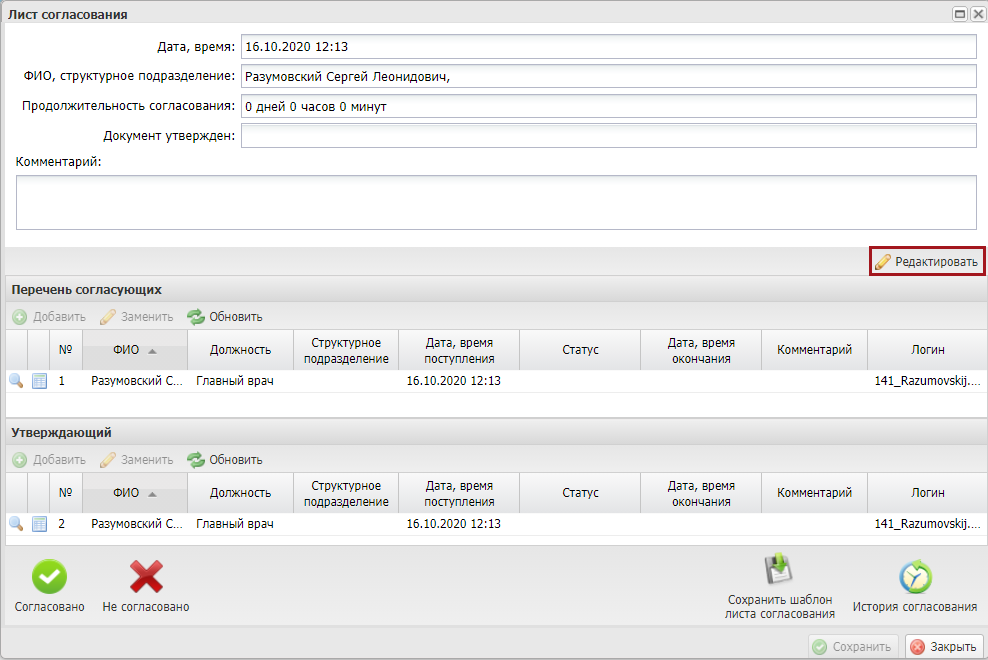 Лист согласования
Дата, время: 16.10.2020 12:13
ФИО, структурное подразделение: Разумовский Сергей Леонидович,
Продолжительность согласования: 0 дней 0 часов 0 минут
Документ утвержден:
Комментарий:
Редактировать
Перечень согласующих
Добавить Заменить Обновить
№ ФИО Должность Структурное подразделение Дата, время поступления Статус Дата, время окончания Комментарий Логин
1 Разумовский С... Главный врач 16.10.2020 12:13 141_Razumovskij....
Утверждающий
Добавить Заменить Обновить
№ ФИО Должность Структурное подразделение Дата, время поступления Статус Дата, время окончания Комментарий Логин
2 Разумовский С... Главный врач 16.10.2020 12:13 141_Razumovskij....
Согласовано Не согласовано Сохранить шаблон листа согласования История согласования
Сохранить Закрыть